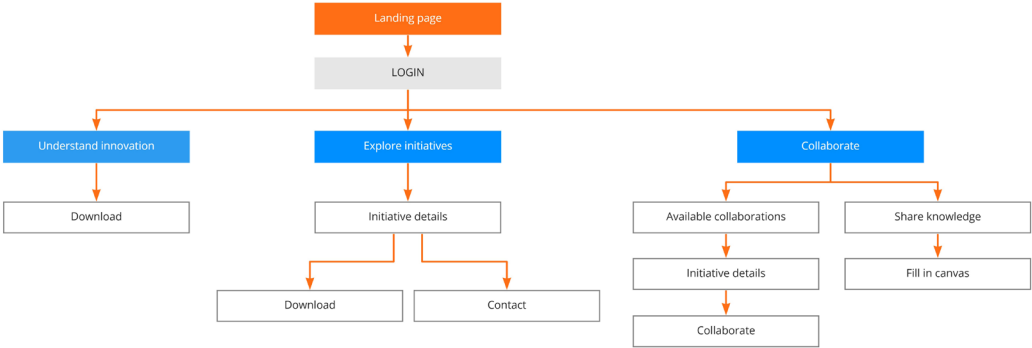 Landing page
LOGIN
Understand innovation
Explore initiatives
Collaborate
Download
Initiative details
Available collaborations
Share knowledge
Initiative details
Fill in canvas
Download
Contact
Collaborate